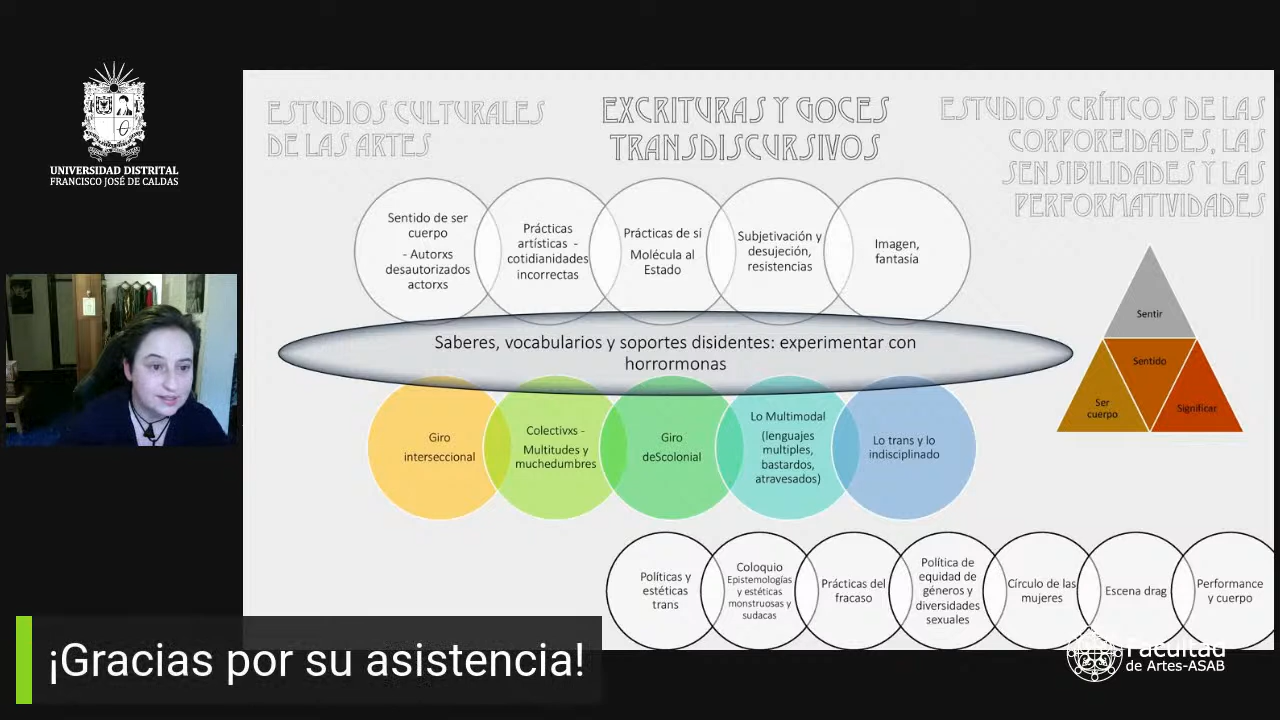 UNIVERSIDAD DISTRITAL
FRANCISCO JOSÉ DE CALDAS
ESTUDIOS CULTURALES
DE LAS ARTES
EXCRITURAS Y GOCES
TRANSDISCURSIVOS
ESTUDIOS CRÍTICOS DE LAS
CORPOREIDADES, LAS
SENSIBILIDADES Y LAS
PERFORMATIVIDADES
Sentido de ser
cuerpo
- Autorxs
desautorizados
actorxs
Prácticas
artísticas -
cotidianidades
incorrectas
Prácticas de sí
Molécula al
Estado
Subjetivación y
desujeción,
resistencias
Imagen,
fantasía
Saberes, vocabularios y soportes disidentes: experimentar con
horrormonas
Giro
interseccional
Colectivxs -
Multitudes y
muchedumbres
Giro
deScolonial
Lo Multimodal
(lenguajes
multiples,
bastardos,
atravesados)
Lo trans y lo
indisciplinado
Sentir
Sentido
Ser
cuerpo
Significar
Políticas y
estéticas
trans
Coloquio
Epistemologías
y estéticas
monstruosas y
sudacas
Prácticas del
fracaso
Política de
equidad de
géneros y
diversidades
sexuales
Círculo de las
mujeres
Escena drag
Performance
y cuerpo
¡Gracias por su asistencia!
Facultad
de Artes-ASAB